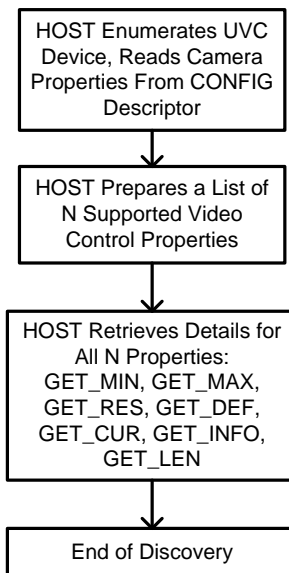 HOST Enumerates UVC
Device, Reads Camera
Properties From CONFIG
Descriptor
HOST Prepares a List of
N Supported Video
Control Properties
HOST Retrieves Details for
All N Properties:
GET_MIN, GET_MAX,
GET_RES, GET_DEF,
GET_CUR, GET_INFO,
GET_LEN
End of Discovery